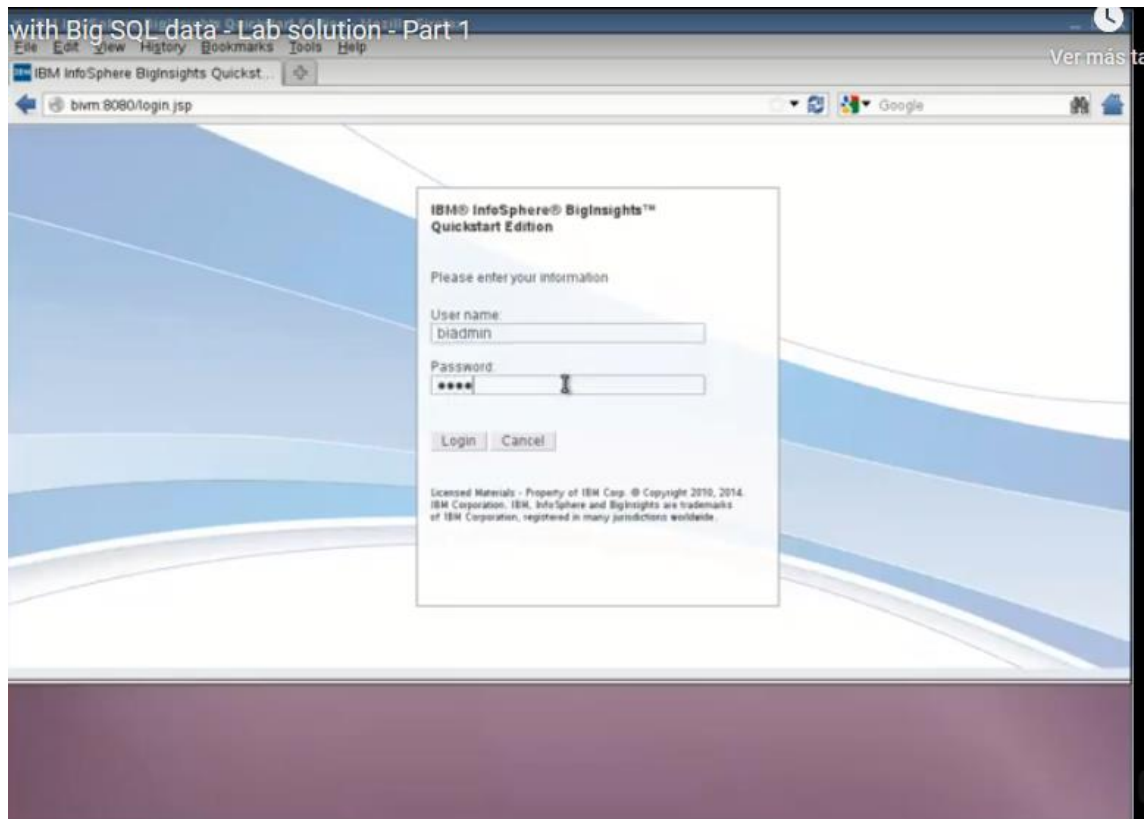 with Big SQL data - Lab solution - Part 1
File Edit View History Bookmarks Tools Help
Ver más ta
IBM InfoSphere BigInsights Quickst...
bivm:8080/login.jsp
Google
IBM® InfoSphere® BigInsights™
Quickstart Edition
Please enter your information
User name:
biadmin
Password:
••••
Login Cancel
Licensed Materials - Property of IBM Corp. © Copyright 2010, 2014.
IBM Corporation. IBM, InfoSphere and BigInsights are trademarks
of IBM Corporation, registered in many jurisdictions worldwide.